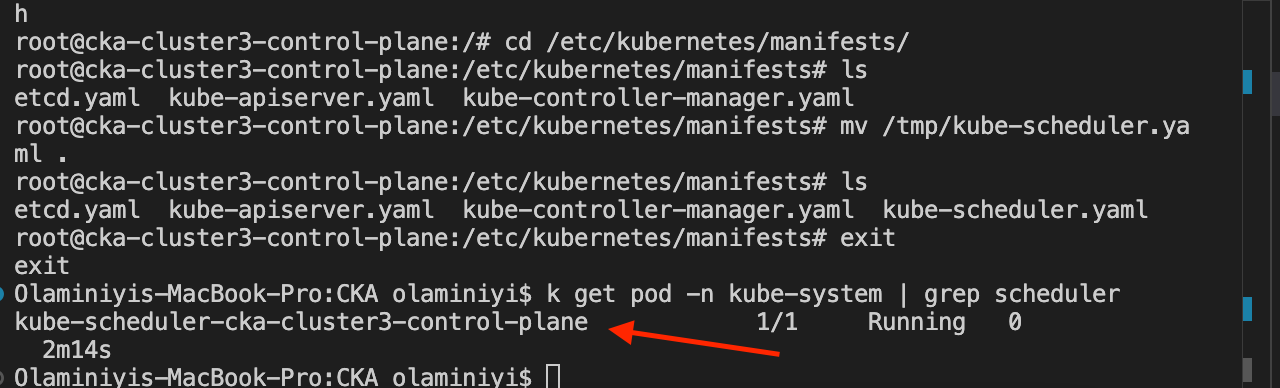 h
root@cka-cluster3-control-plane:/# cd /etc/kubernetes/manifests/
root@cka-cluster3-control-plane:/etc/kubernetes/manifests# ls
etcd.yaml  kube-apiserver.yaml  kube-controller-manager.yaml
root@cka-cluster3-control-plane:/etc/kubernetes/manifests# mv /tmp/kube-scheduler.ya
ml .
root@cka-cluster3-control-plane:/etc/kubernetes/manifests# ls
etcd.yaml  kube-apiserver.yaml  kube-controller-manager.yaml  kube-scheduler.yaml
root@cka-cluster3-control-plane:/etc/kubernetes/manifests# exit
exit
Olaminiyis-MacBook-Pro:CKA olaminiyi$ k get pod -n kube-system | grep scheduler
kube-scheduler-cka-cluster3-control-plane            1/1     Running   0
  2m14s
Olaminiyis-MacBook-Pro:CKA olaminiyi$